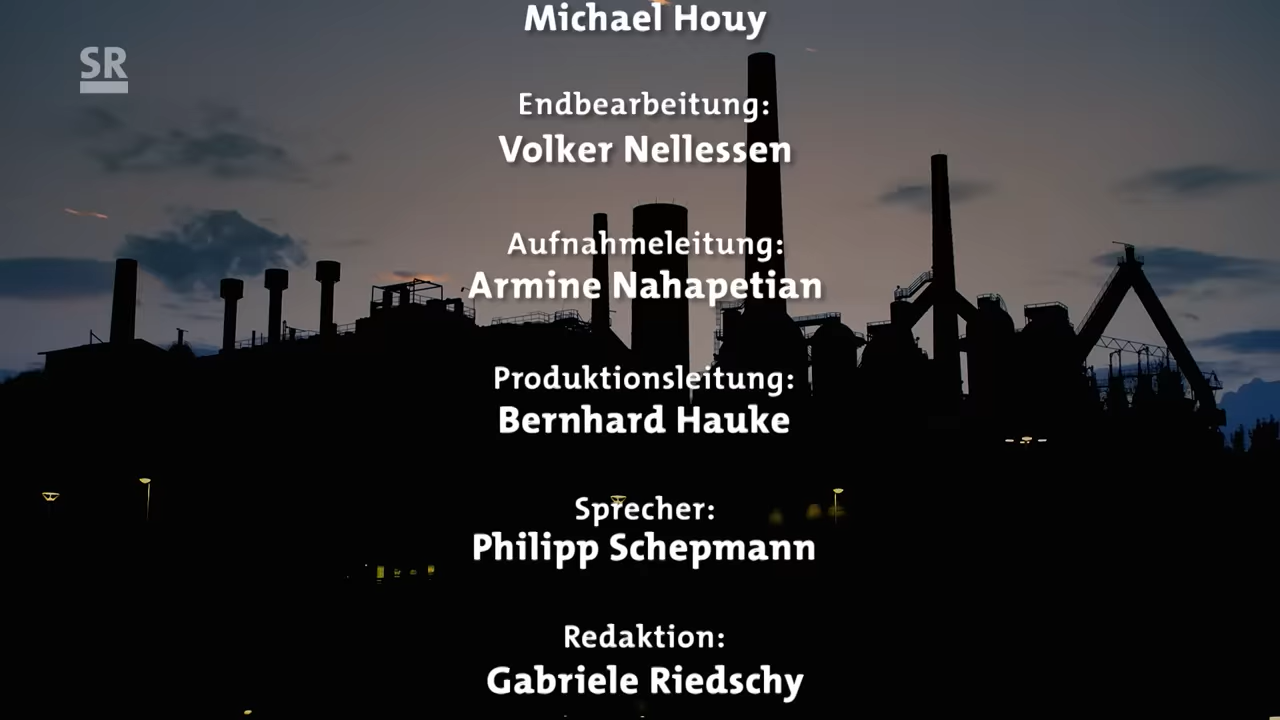 Michael Houy
SR
Endbearbeitung:
Volker Nellessen
Aufnahmeleitung:
Armine Nahapetian
Produktionsleitung:
Bernhard Hauke
Sprecher:
Philipp Schepmann
Redaktion:
Gabriele Riedschy